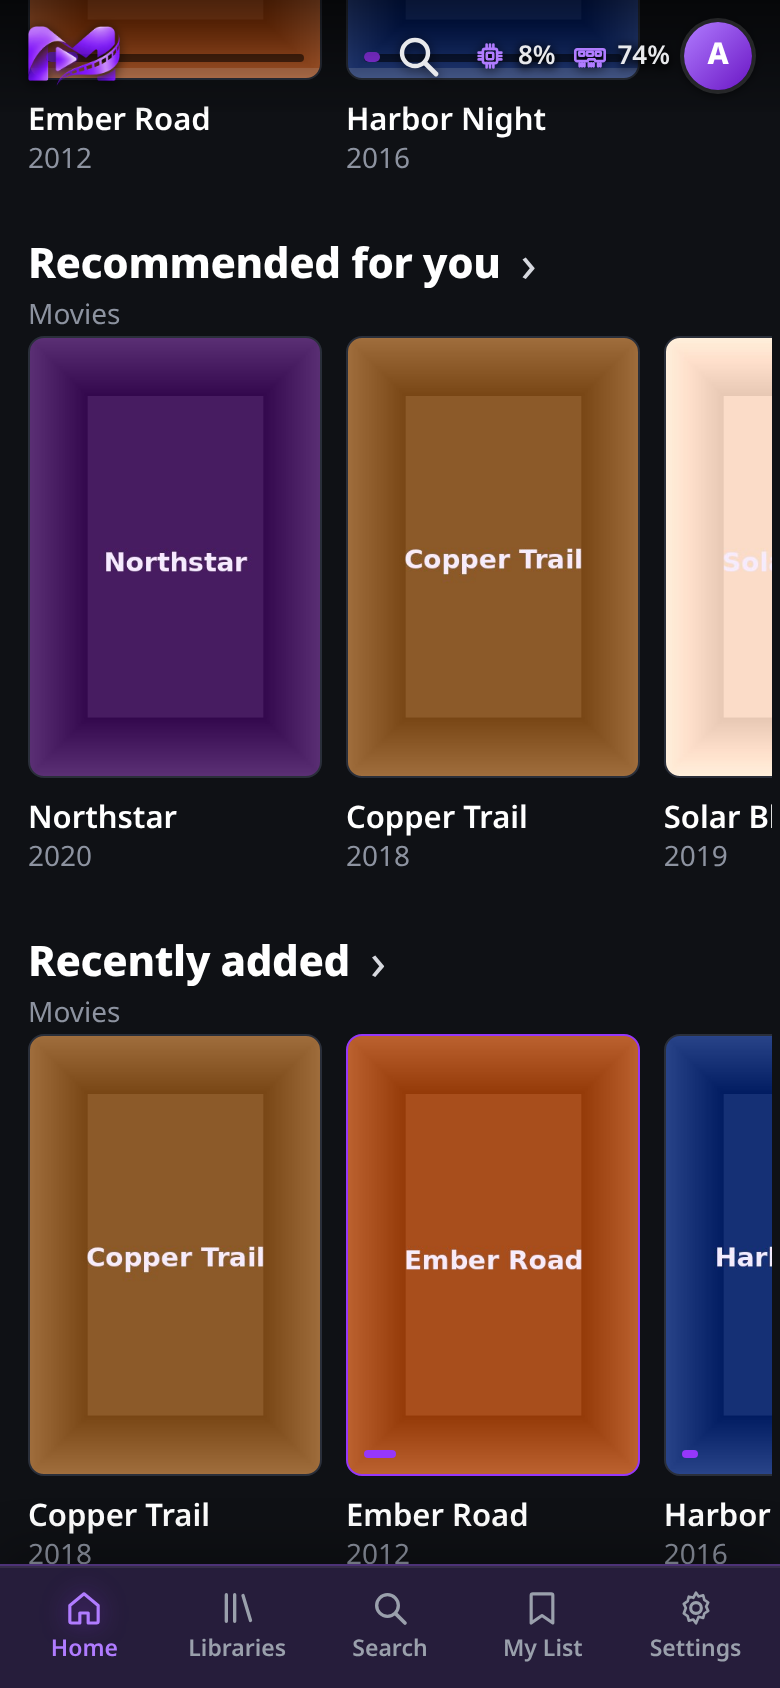 8%
74%
A
Ember Road
Harbor Night
2012
2016
Recommended for you
Movies
Northstar
Copper Trail
Northstar
Copper Trail
Solar
2020
2018
2019
Recently added
Movies
Copper Trail
Ember Road
Copper Trail
Ember Road
Harbor
2018
2012
2016
Home
Libraries
Search
My List
Settings